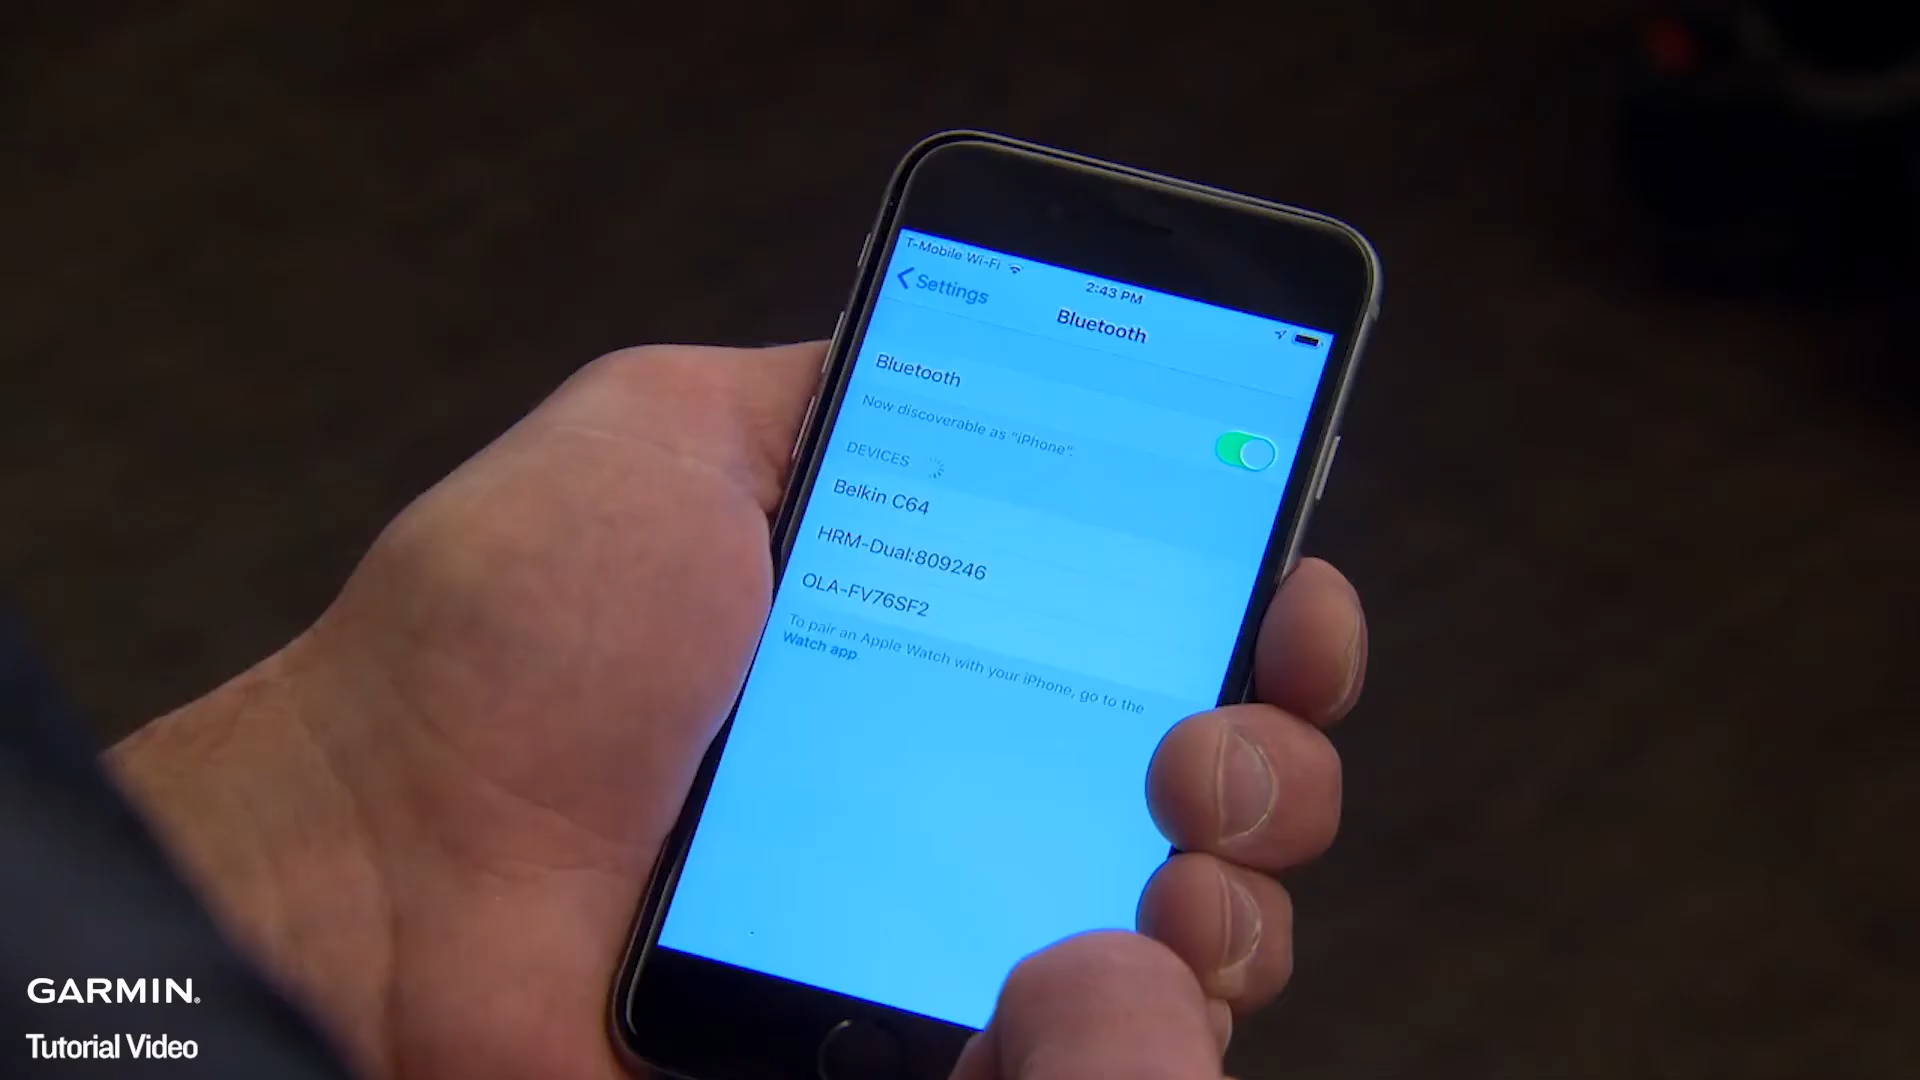 T-Mobile Wi-Fi
2:43 PM
Settings
Bluetooth
Bluetooth
Now discoverable as "iPhone".
DEVICES
Belkin C64
HRM-Dual:809246
OLA-FV76SF2
To pair an Apple Watch with your iPhone, go to the
Watch app
GARMIN®
Tutorial Video